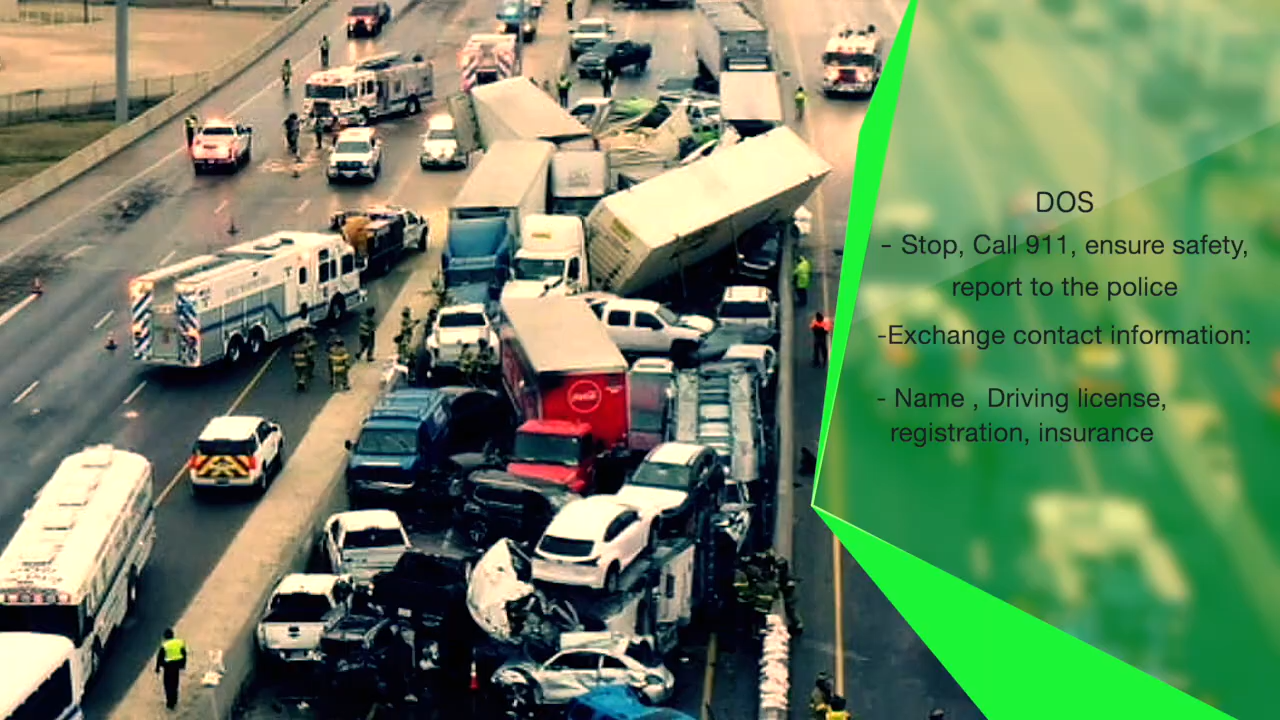 DOS
- Stop, Call 911, ensure safety,
report to the police
-Exchange contact information:
- Name , Driving license,
registration, insurance